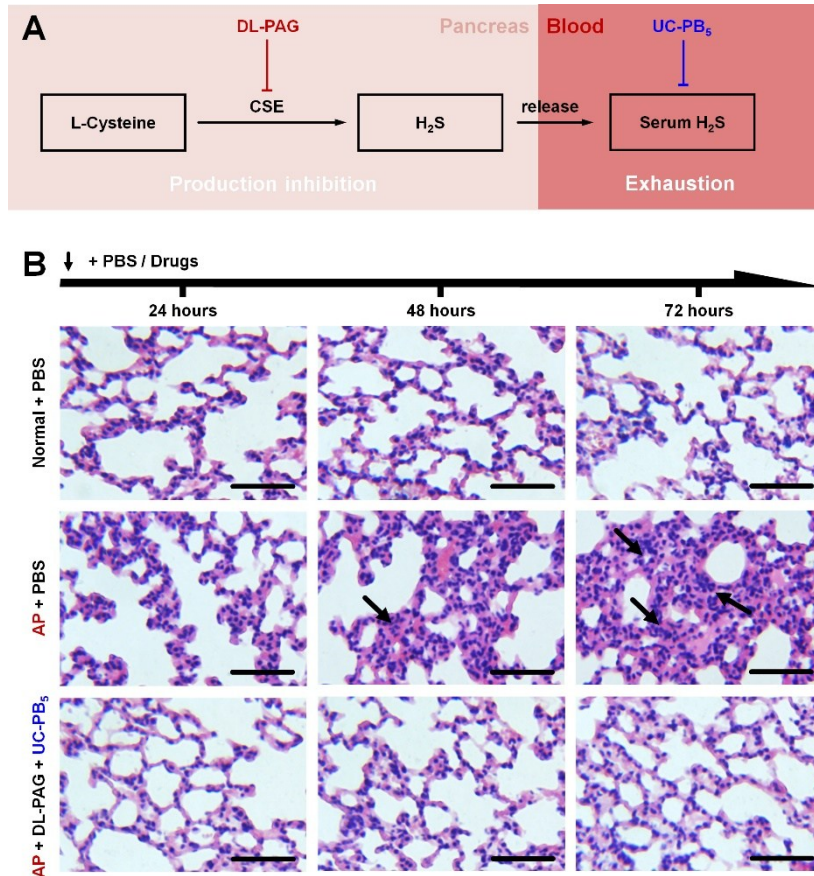 A
DL-PAG
Pancreas
Blood
UC-PB₅
L-Cysteine
CSE
H₂S
release
Serum H₂S
Production inhibition
Exhaustion
B
+ PBS / Drugs
24 hours
48 hours
72 hours
Normal + PBS
AP + PBS
AP + DL-PAG + UC-PB₅